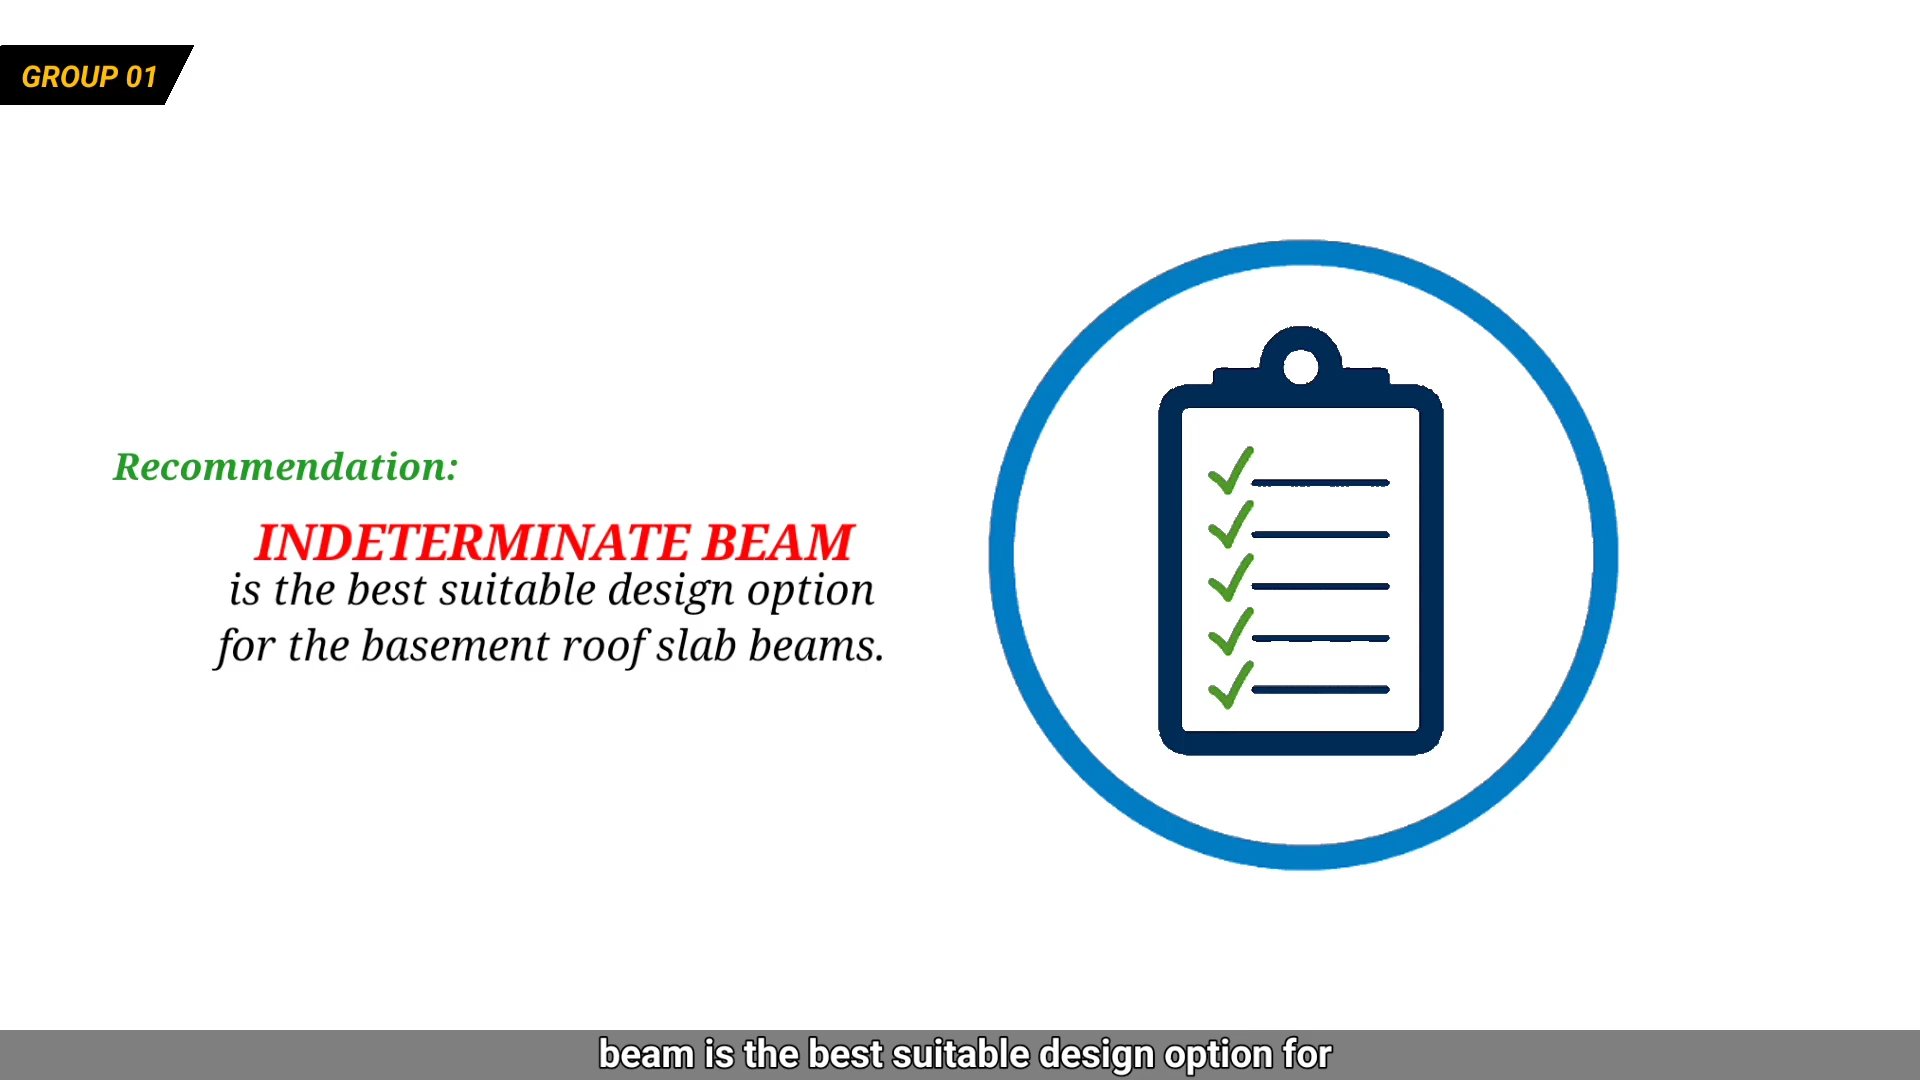 GROUP 01
Recommendation:
INDETERMINATE BEAM
is the best suitable design option
for the basement roof slab beams.
beam is the best suitable design option for